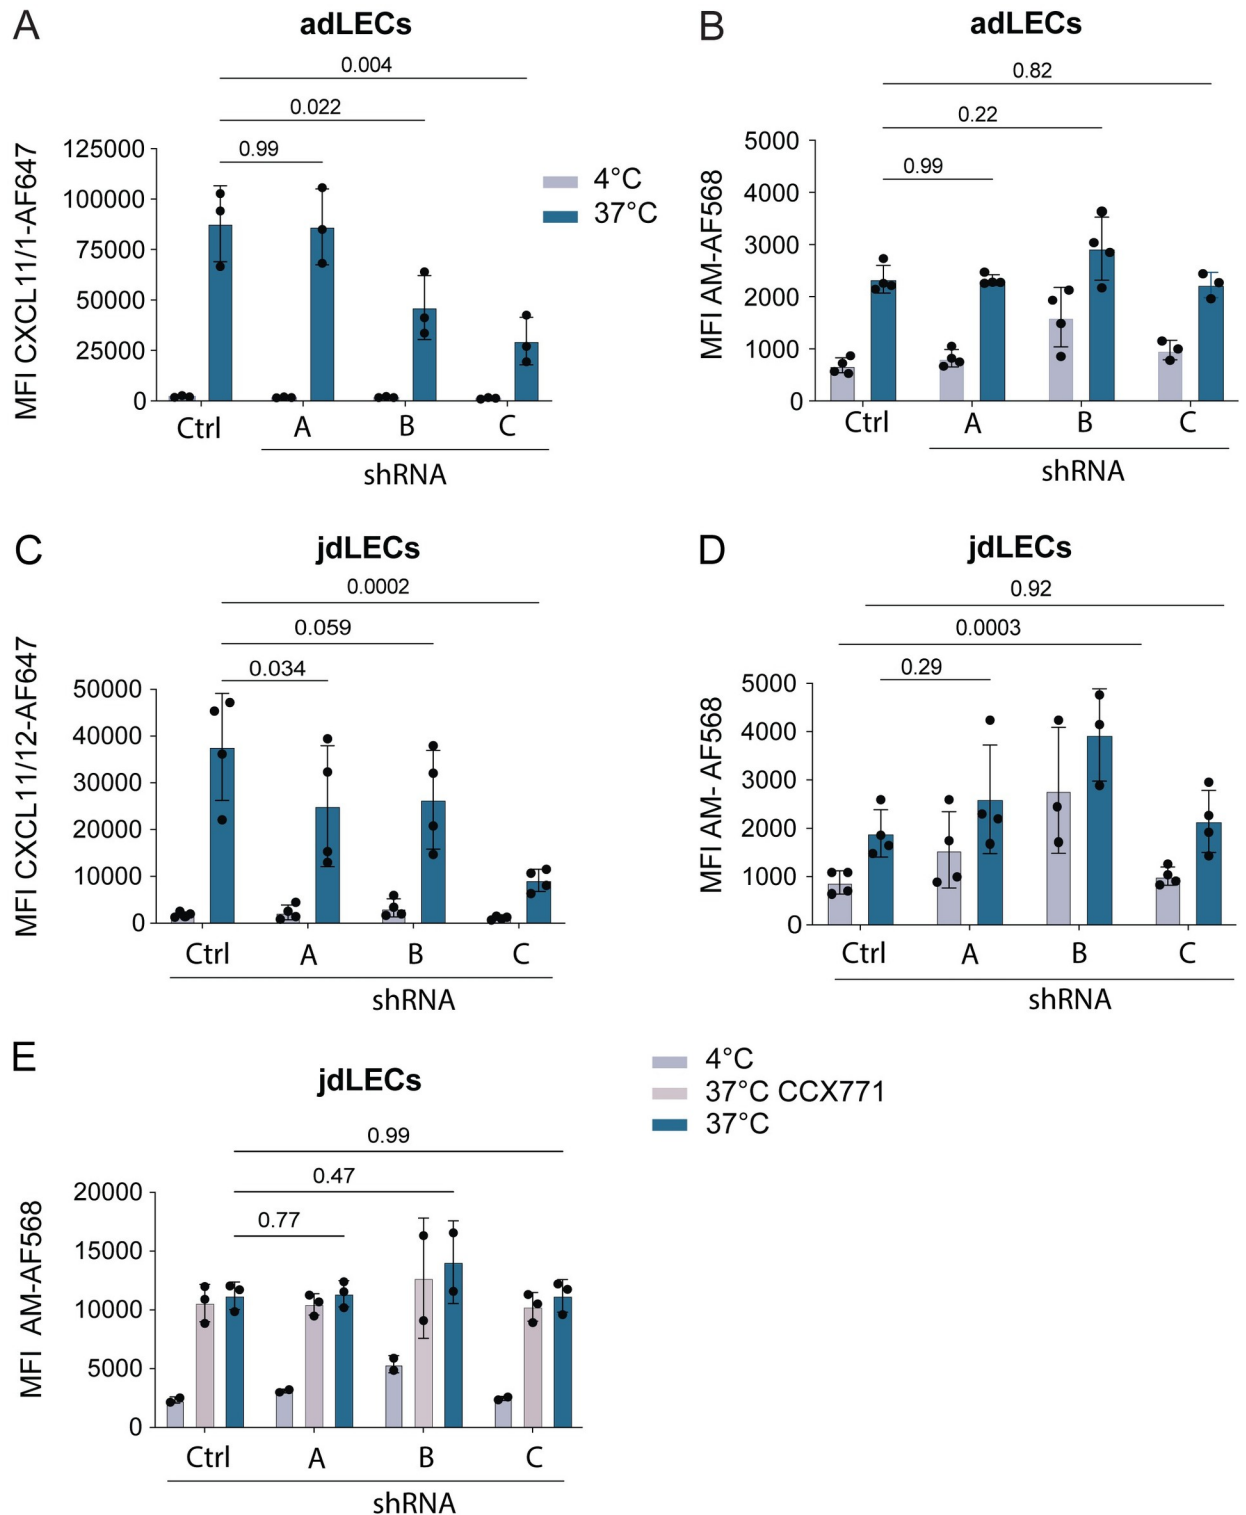 A
adLECs
0.004
0.022
0.99
MFI CXCL11/1-AF647
125000
100000
75000
50000
25000
0
4°C
37°C
Ctrl A B C
shRNA
B
adLECs
0.82
0.22
0.99
MFI AM-AF568
5000
4000
3000
2000
1000
0
Ctrl A B C
shRNA
C
jdLECs
0.0002
0.059
0.034
MFI CXCL11/12-AF647
50000
40000
30000
20000
10000
0
Ctrl A B C
shRNA
D
jdLECs
0.92
0.0003
0.29
MFI AM- AF568
5000
4000
3000
2000
1000
0
Ctrl A B C
shRNA
E
jdLECs
0.99
0.47
0.77
MFI AM-AF568
20000
15000
10000
5000
0
Ctrl A B C
shRNA
4°C
37°C CCX771
37°C